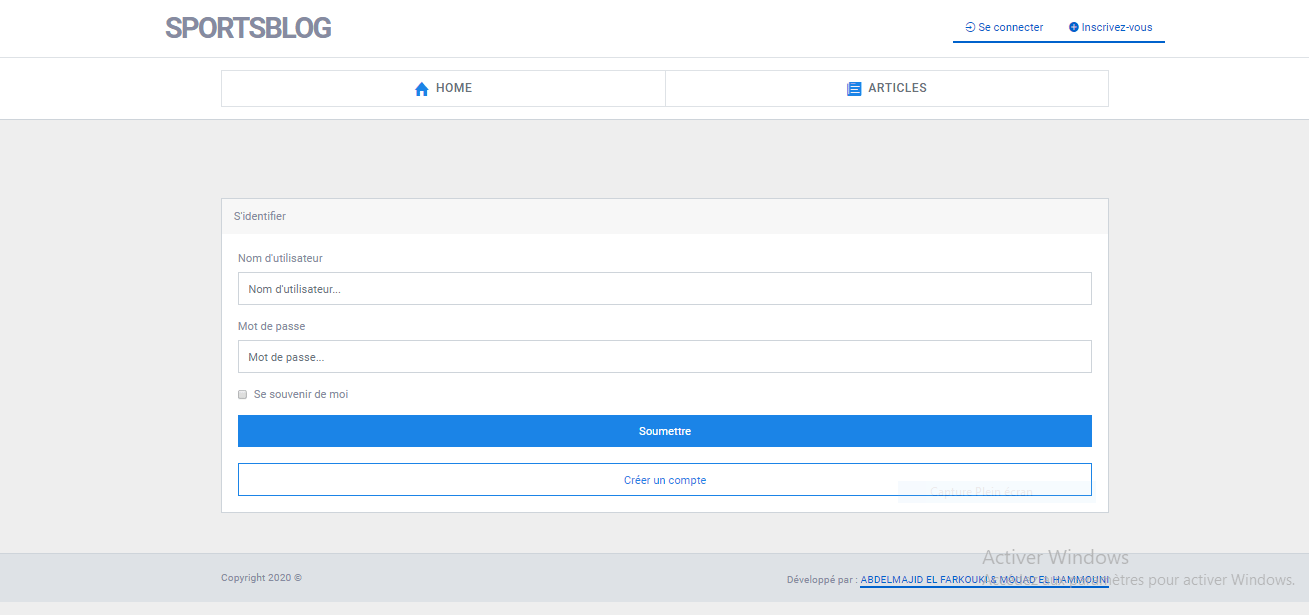 SPORTSBLOG
Se connecter
Inscrivez-vous
HOME
ARTICLES
S'identifier
Nom d'utilisateur
Nom d'utilisateur...
Mot de passe
Mot de passe...
Se souvenir de moi
Soumettre
Créer un compte
Capture Plein écran
Activer Windows
Copyright 2020 ©
Développé par : ABDELMAJID EL FARKOUKI & MOUAD EL HAMMOUNI
paramètres pour activer Windows.